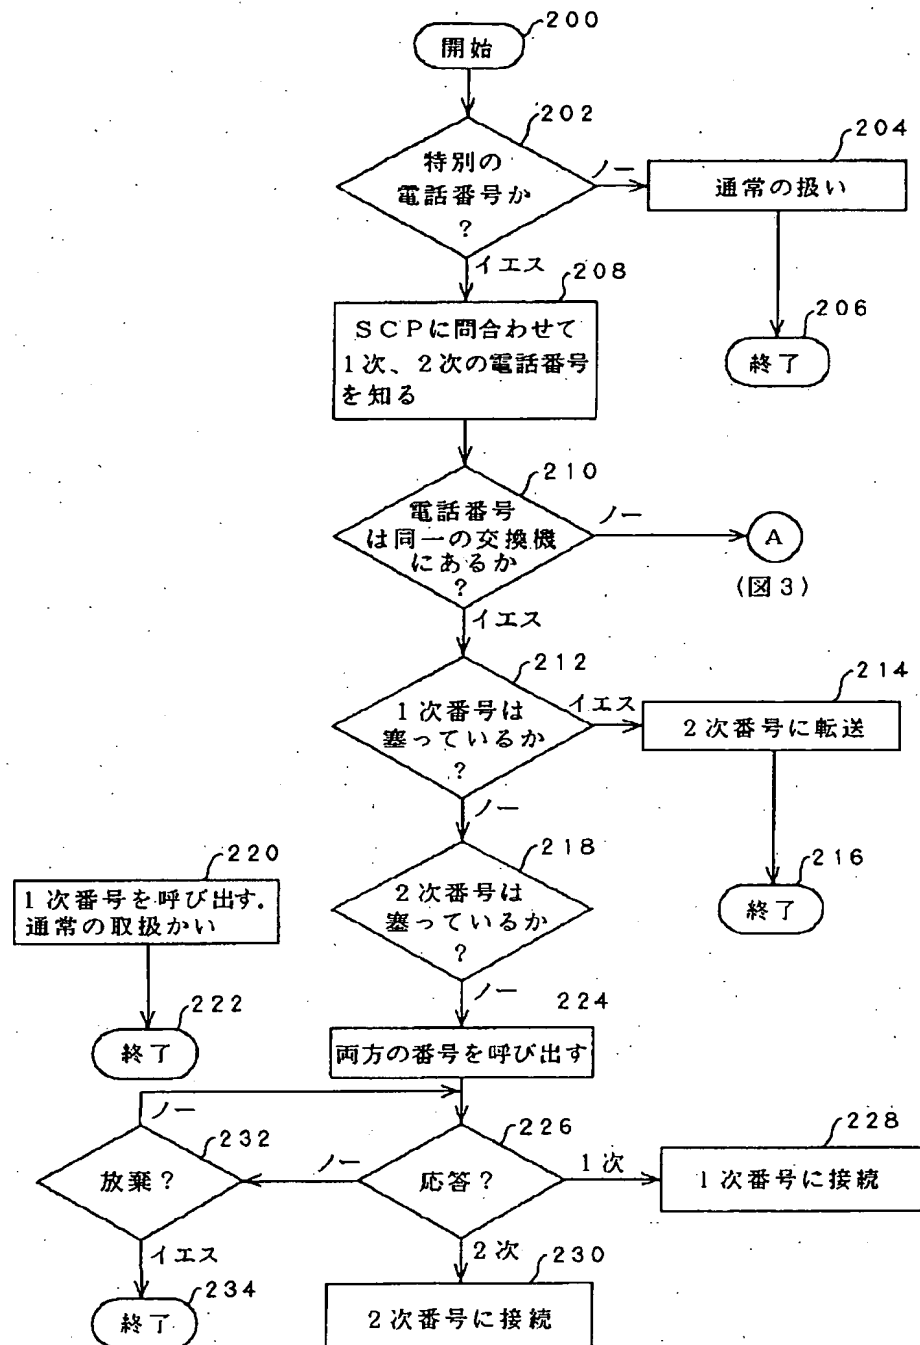 200
開始
202
特別の
電話番号か
?
ノー
204
通常の扱い
206
終了
イエス
208
SCPに問合わせて
1次、2次の電話番号
を知る
210
電話番号
は同一の交換機
にあるか
?
ノー
A
(図3)
イエス
212
1次番号は
塞っているか
?
イエス
214
2次番号に転送
216
終了
ノー
218
2次番号は
塞っているか
?
220
1次番号を呼び出す.
通常の取扱かい
222
終了
ノー
224
両方の番号を呼び出す
226
応答?
1次
228
1次番号に接続
ノー
232
放棄?
ノー
イエス
234
終了
2次
230
2次番号に接続